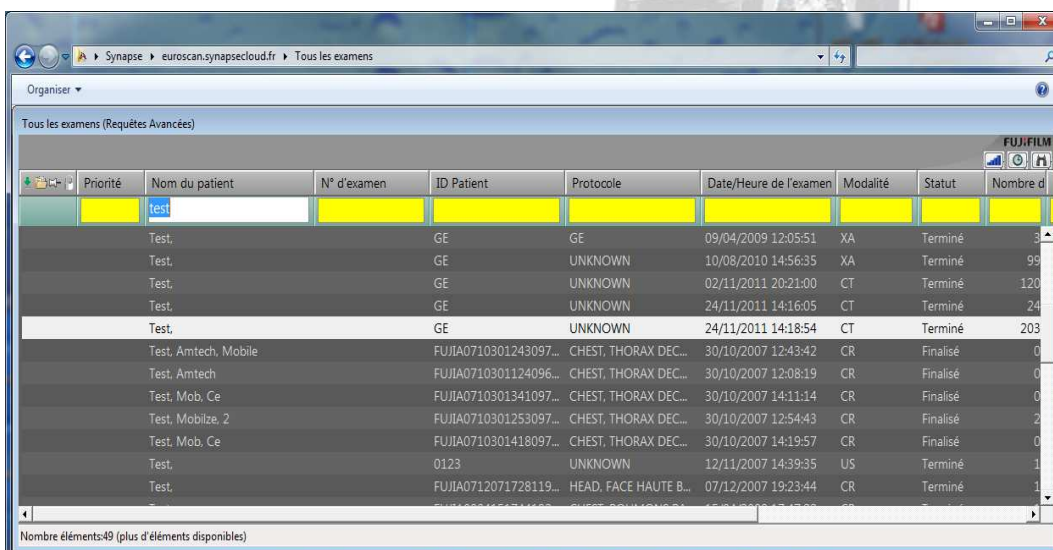 Synapse ▸ euroscan.synapsecloud.fr ▸ Tous les examens
Organiser
Tous les examens (Requêtes Avancées)
FUJIFILM
Priorité Nom du patient N° d'examen ID Patient Protocole Date/Heure de l'examen Modalité Statut Nombre d
test
Test, GE GE 09/04/2009 12:05:51 XA Terminé 3
Test, GE UNKNOWN 10/08/2010 14:56:35 XA Terminé 99
Test, GE UNKNOWN 02/11/2011 20:21:00 CT Terminé 120
Test, GE UNKNOWN 24/11/2011 14:16:05 CT Terminé 24
Test, GE UNKNOWN 24/11/2011 14:18:54 CT Terminé 203
Test, Amtech, Mobile FUJIA0710301243097... CHEST, THORAX DEC... 30/10/2007 12:43:42 CR Finalisé 0
Test, Amtech FUJIA0710301124096... CHEST, THORAX DEC... 30/10/2007 12:08:19 CR Finalisé 0
Test, Mob, Ce FUJIA0710301341097... CHEST, THORAX DEC... 30/10/2007 14:11:14 CR Finalisé 0
Test, Mobilze, 2 FUJIA0710301253097... CHEST, THORAX DEC... 30/10/2007 12:54:43 CR Finalisé 2
Test, Mob, Ce FUJIA0710301418097... CHEST, THORAX DEC... 30/10/2007 14:19:57 CR Finalisé 0
Test, 0123 UNKNOWN 12/11/2007 14:39:35 US Terminé 1
Test, FUJIA0712071728119... HEAD, FACE HAUTE B... 07/12/2007 19:23:44 CR Terminé 1
Nombre éléments:49 (plus d'éléments disponibles)